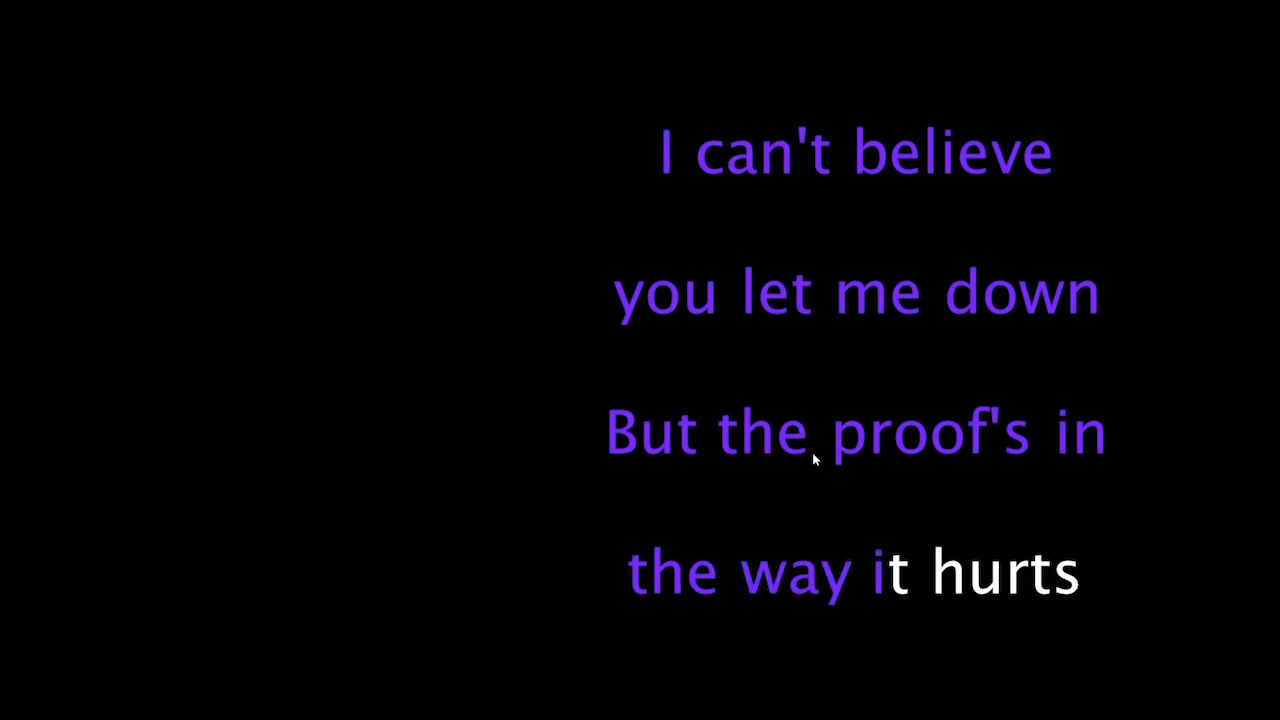 I can't believe
you let me down
But the proof's in
the way it hurts